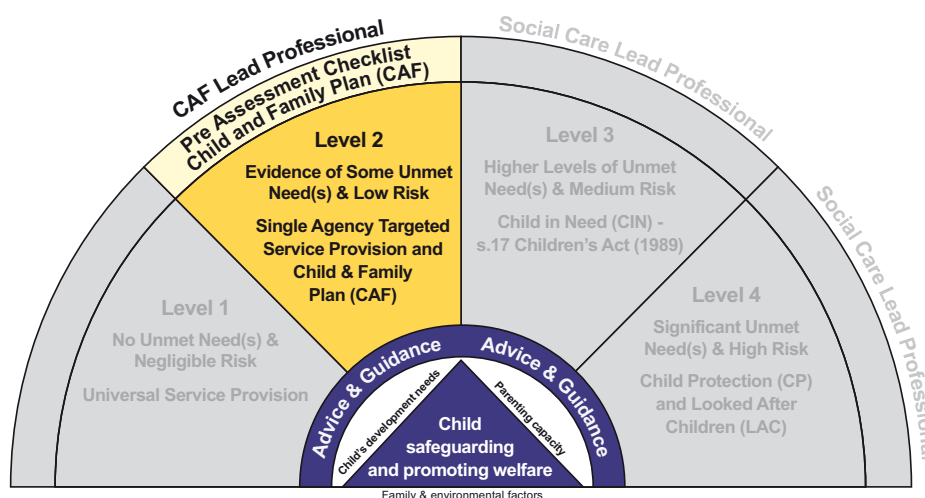 CAF Lead Professional
Pre Assessment Checklist
Child and Family Plan (CAF)
Social Care Lead Professional
Social Care Lead Professional
Level 1
No Unmet Need(s) &
Negligible Risk
Universal Service Provision
Level 2
Evidence of Some Unmet
Need(s) & Low Risk
Single Agency Targeted
Service Provision and
Child & Family
Plan (CAF)
Level 3
Higher Levels of Unmet
Need(s) & Medium Risk
Child in Need (CIN) -
s.17 Children's Act (1989)
Level 4
Significant Unmet
Need(s) & High Risk
Child Protection (CP)
and Looked After
Children (LAC)
Advice & Guidance
Advice & Guidance
Child's development needs
Parenting capacity
Child
safeguarding
and promoting welfare
Family & environmental factors